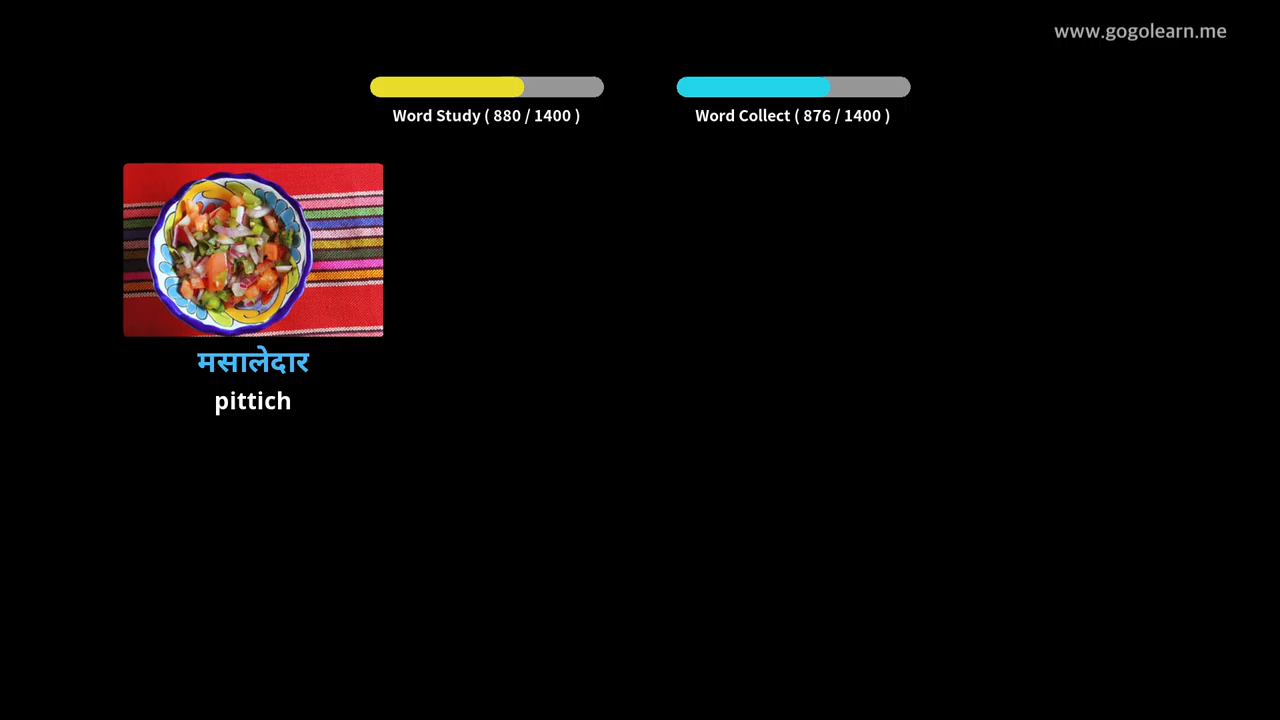 www.gogolearn.me
Word Study ( 880 / 1400 )
Word Collect ( 876 / 1400 )
मसालेदार
pittich